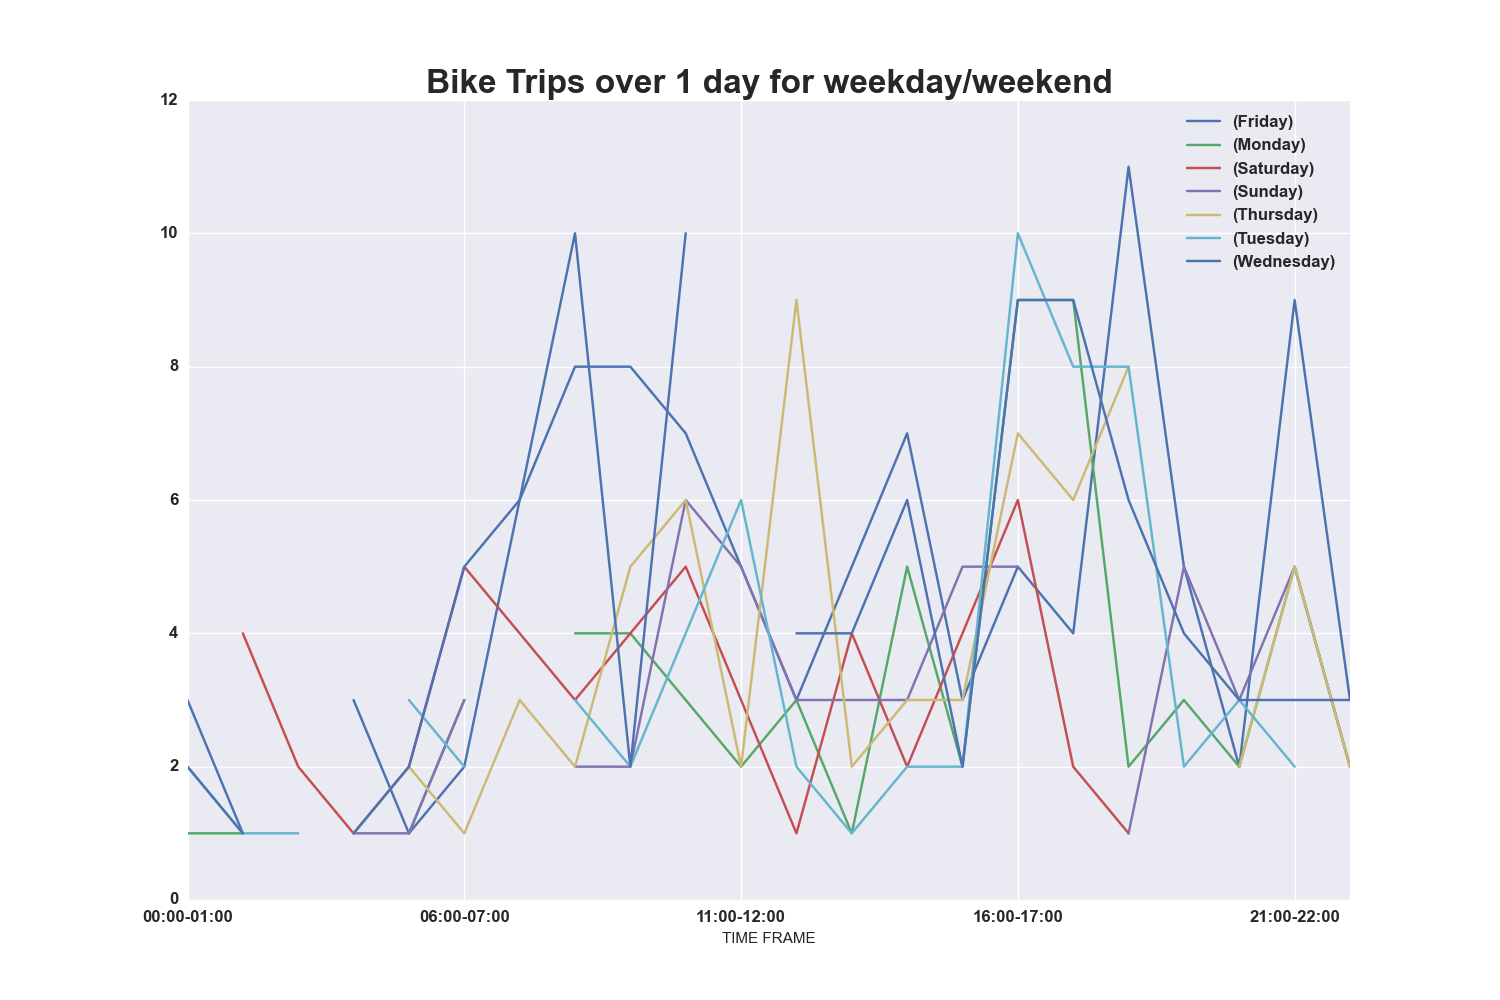 Bike Trips over 1 day for weekday/weekend
12
10
8
6
4
2
0
(Friday)
(Monday)
(Saturday)
(Sunday)
(Thursday)
(Tuesday)
(Wednesday)
00:00-01:00 06:00-07:00 11:00-12:00 16:00-17:00 21:00-22:00
TIME FRAME